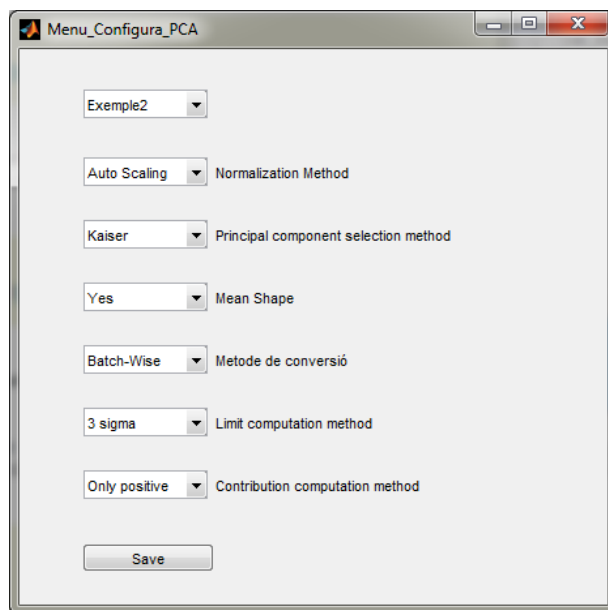 Menu_Configura_PCA
Exemple2
Auto Scaling Normalization Method
Kaiser Principal component selection method
Yes Mean Shape
Batch-Wise Metode de conversió
3 sigma Limit computation method
Only positive Contribution computation method
Save